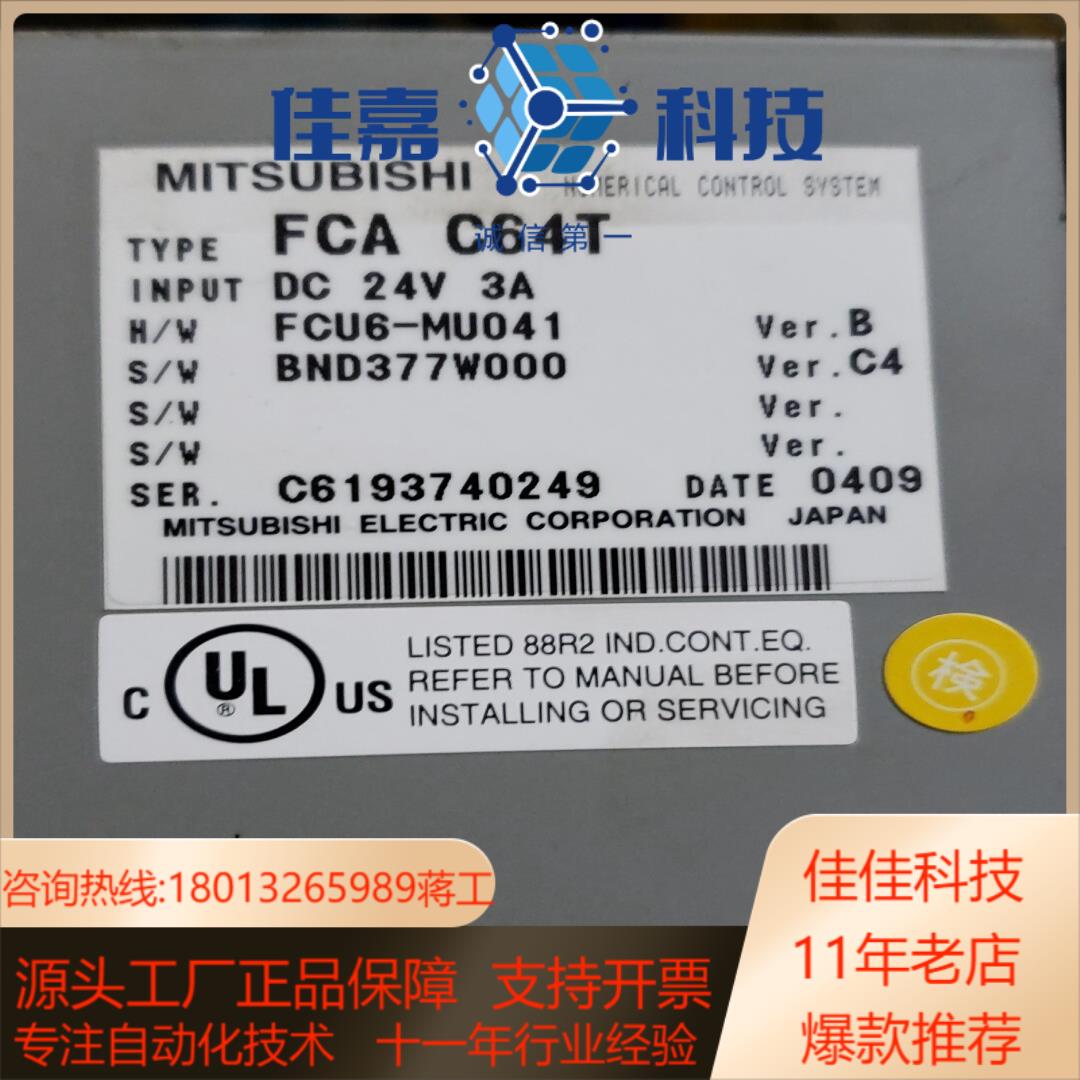 佳嘉 科技
MITSUBISHI NUMERICAL CONTROL SYSTEM
TYPE FCA C64T
诚信第一
INPUT DC 24V 3A
H/W FCU6-MU041 Ver.B
S/W BND377W000 Ver.C4
S/W Ver.
S/W Ver.
SER. C6193740249 DATE 0409
MITSUBISHI ELECTRIC CORPORATION JAPAN
C UL ® US
LISTED 88R2 IND.CONT.EQ.
REFER TO MANUAL BEFORE
INSTALLING OR SERVICING
検
咨询热线:18013265989蒋工
佳佳科技
11年老店
爆款推荐
源头工厂正品保障 支持开票
专注自动化技术 十一年行业经验